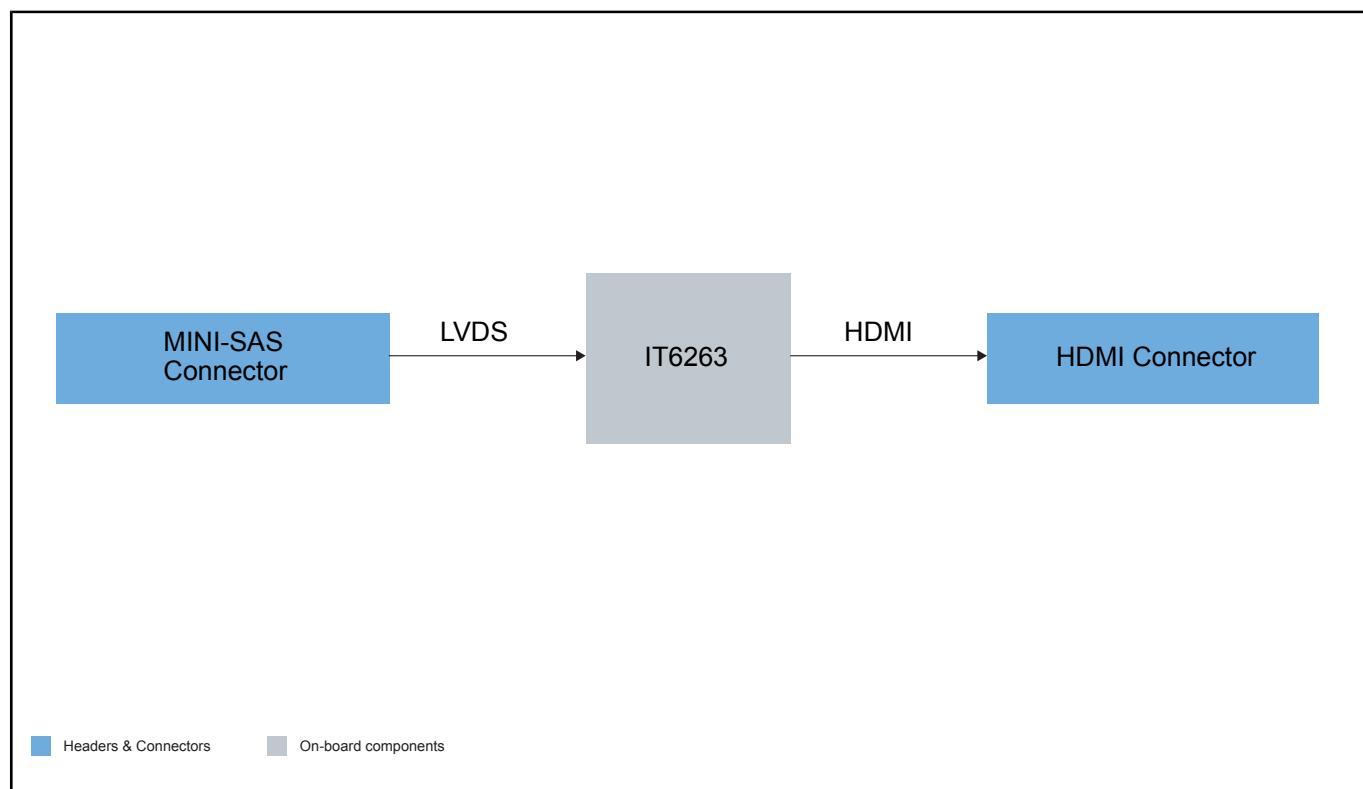 MINI-SAS
Connector
LVDS
IT6263
HDMI
HDMI Connector
Headers & Connectors
On-board components